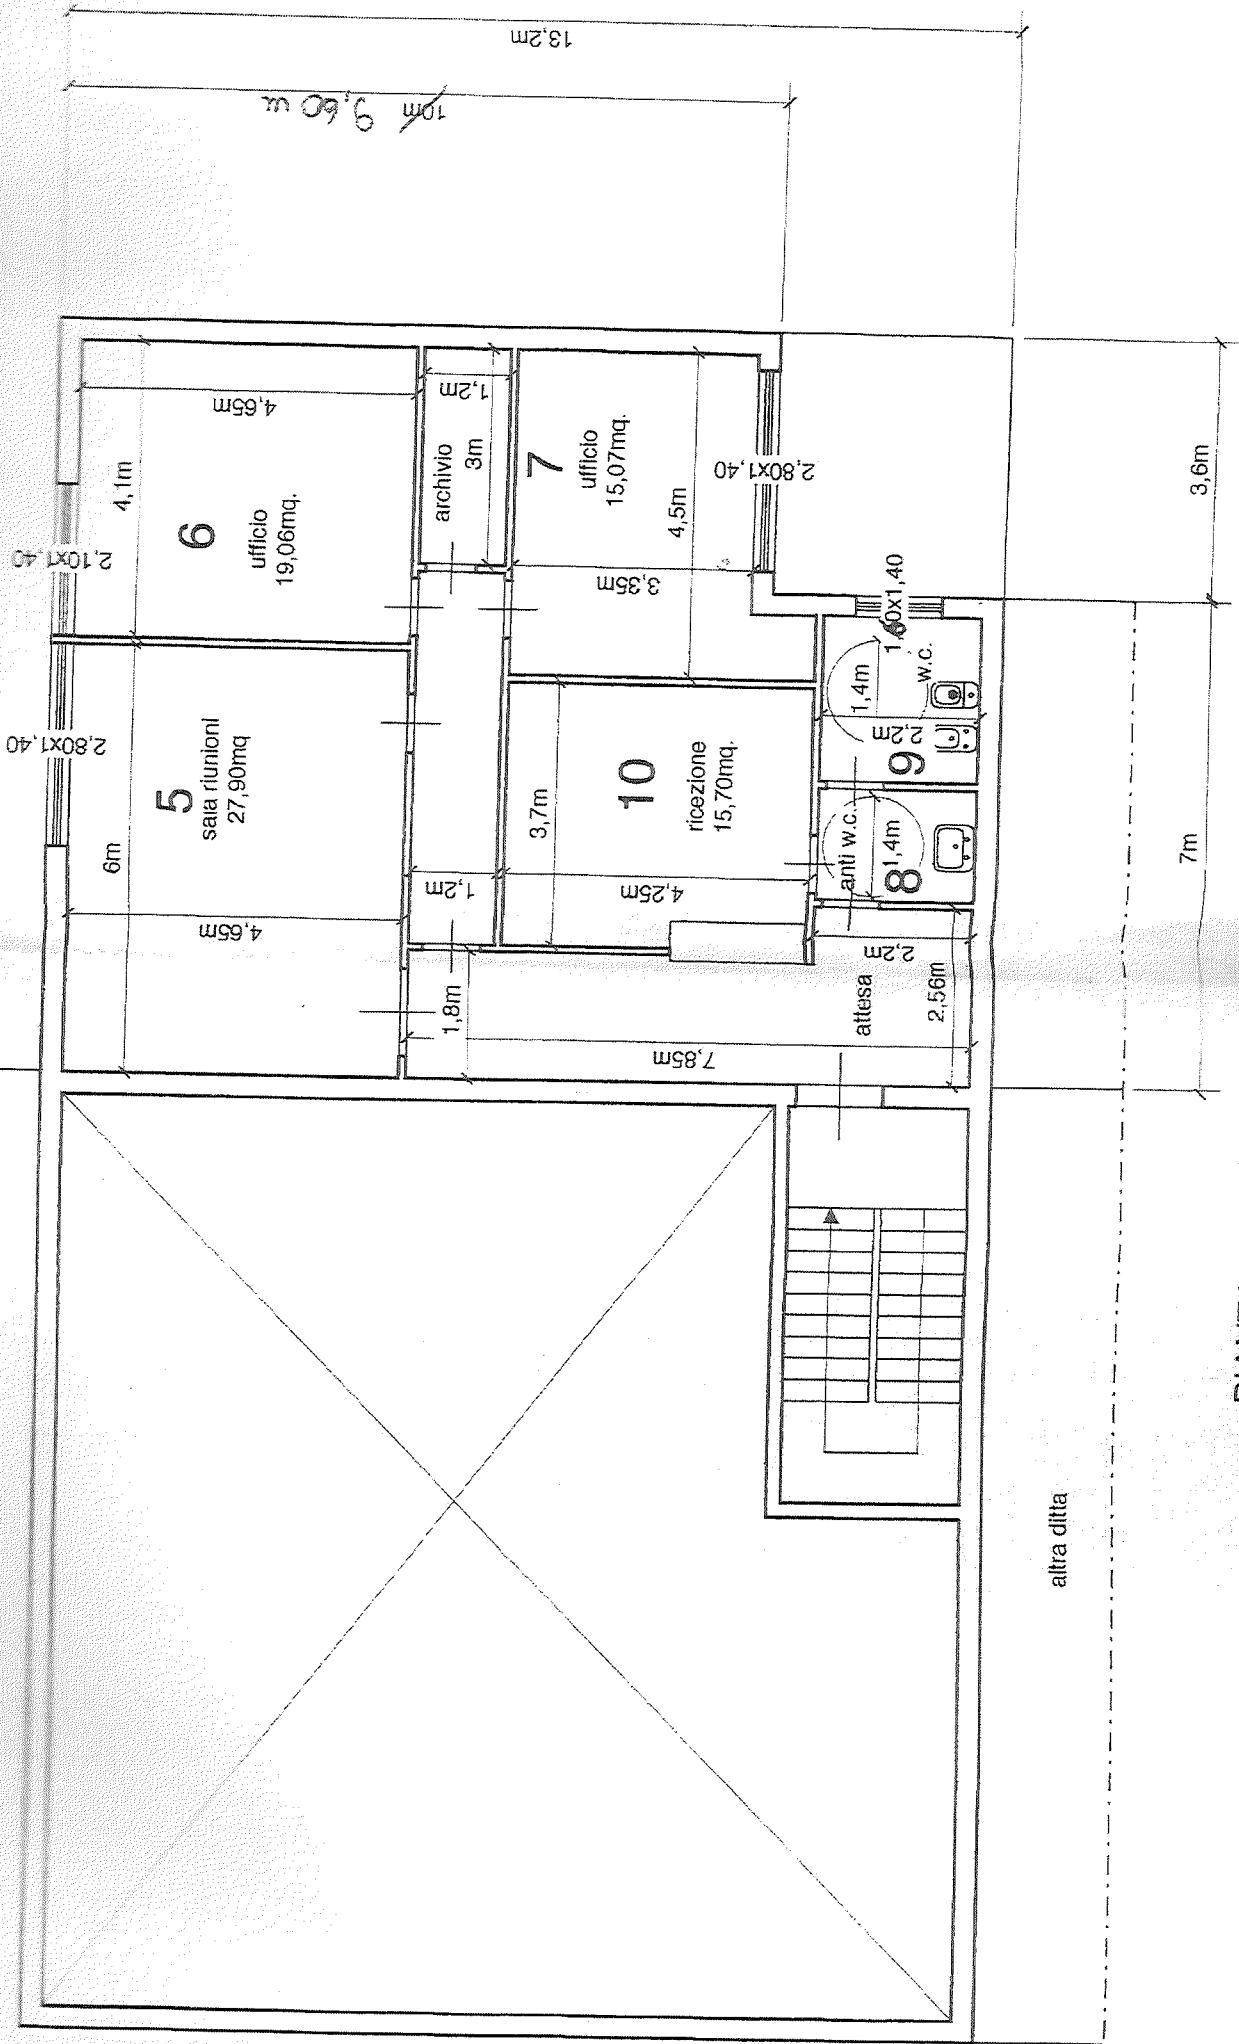 13,2m
10m 9,60 m
2,10x1,40
4,1m
4,65m
6
ufficio
19,06mq.
archivio
3m
1,2m
7
ufficio
15,07mq.
2,80x1,40
4,5m
3,35m
3,6m
2,80x1,40
5
sala riunioni
27,90mq
6m
4,65m
1,2m
3,7m
10
ricezione
15,70mq.
4,25m
w.c.
1,4m
2,2m
9
anti w.c.
1,4m
8
7m
1,8m
attesa
2,2m
2,56m
7,85m
altra ditta